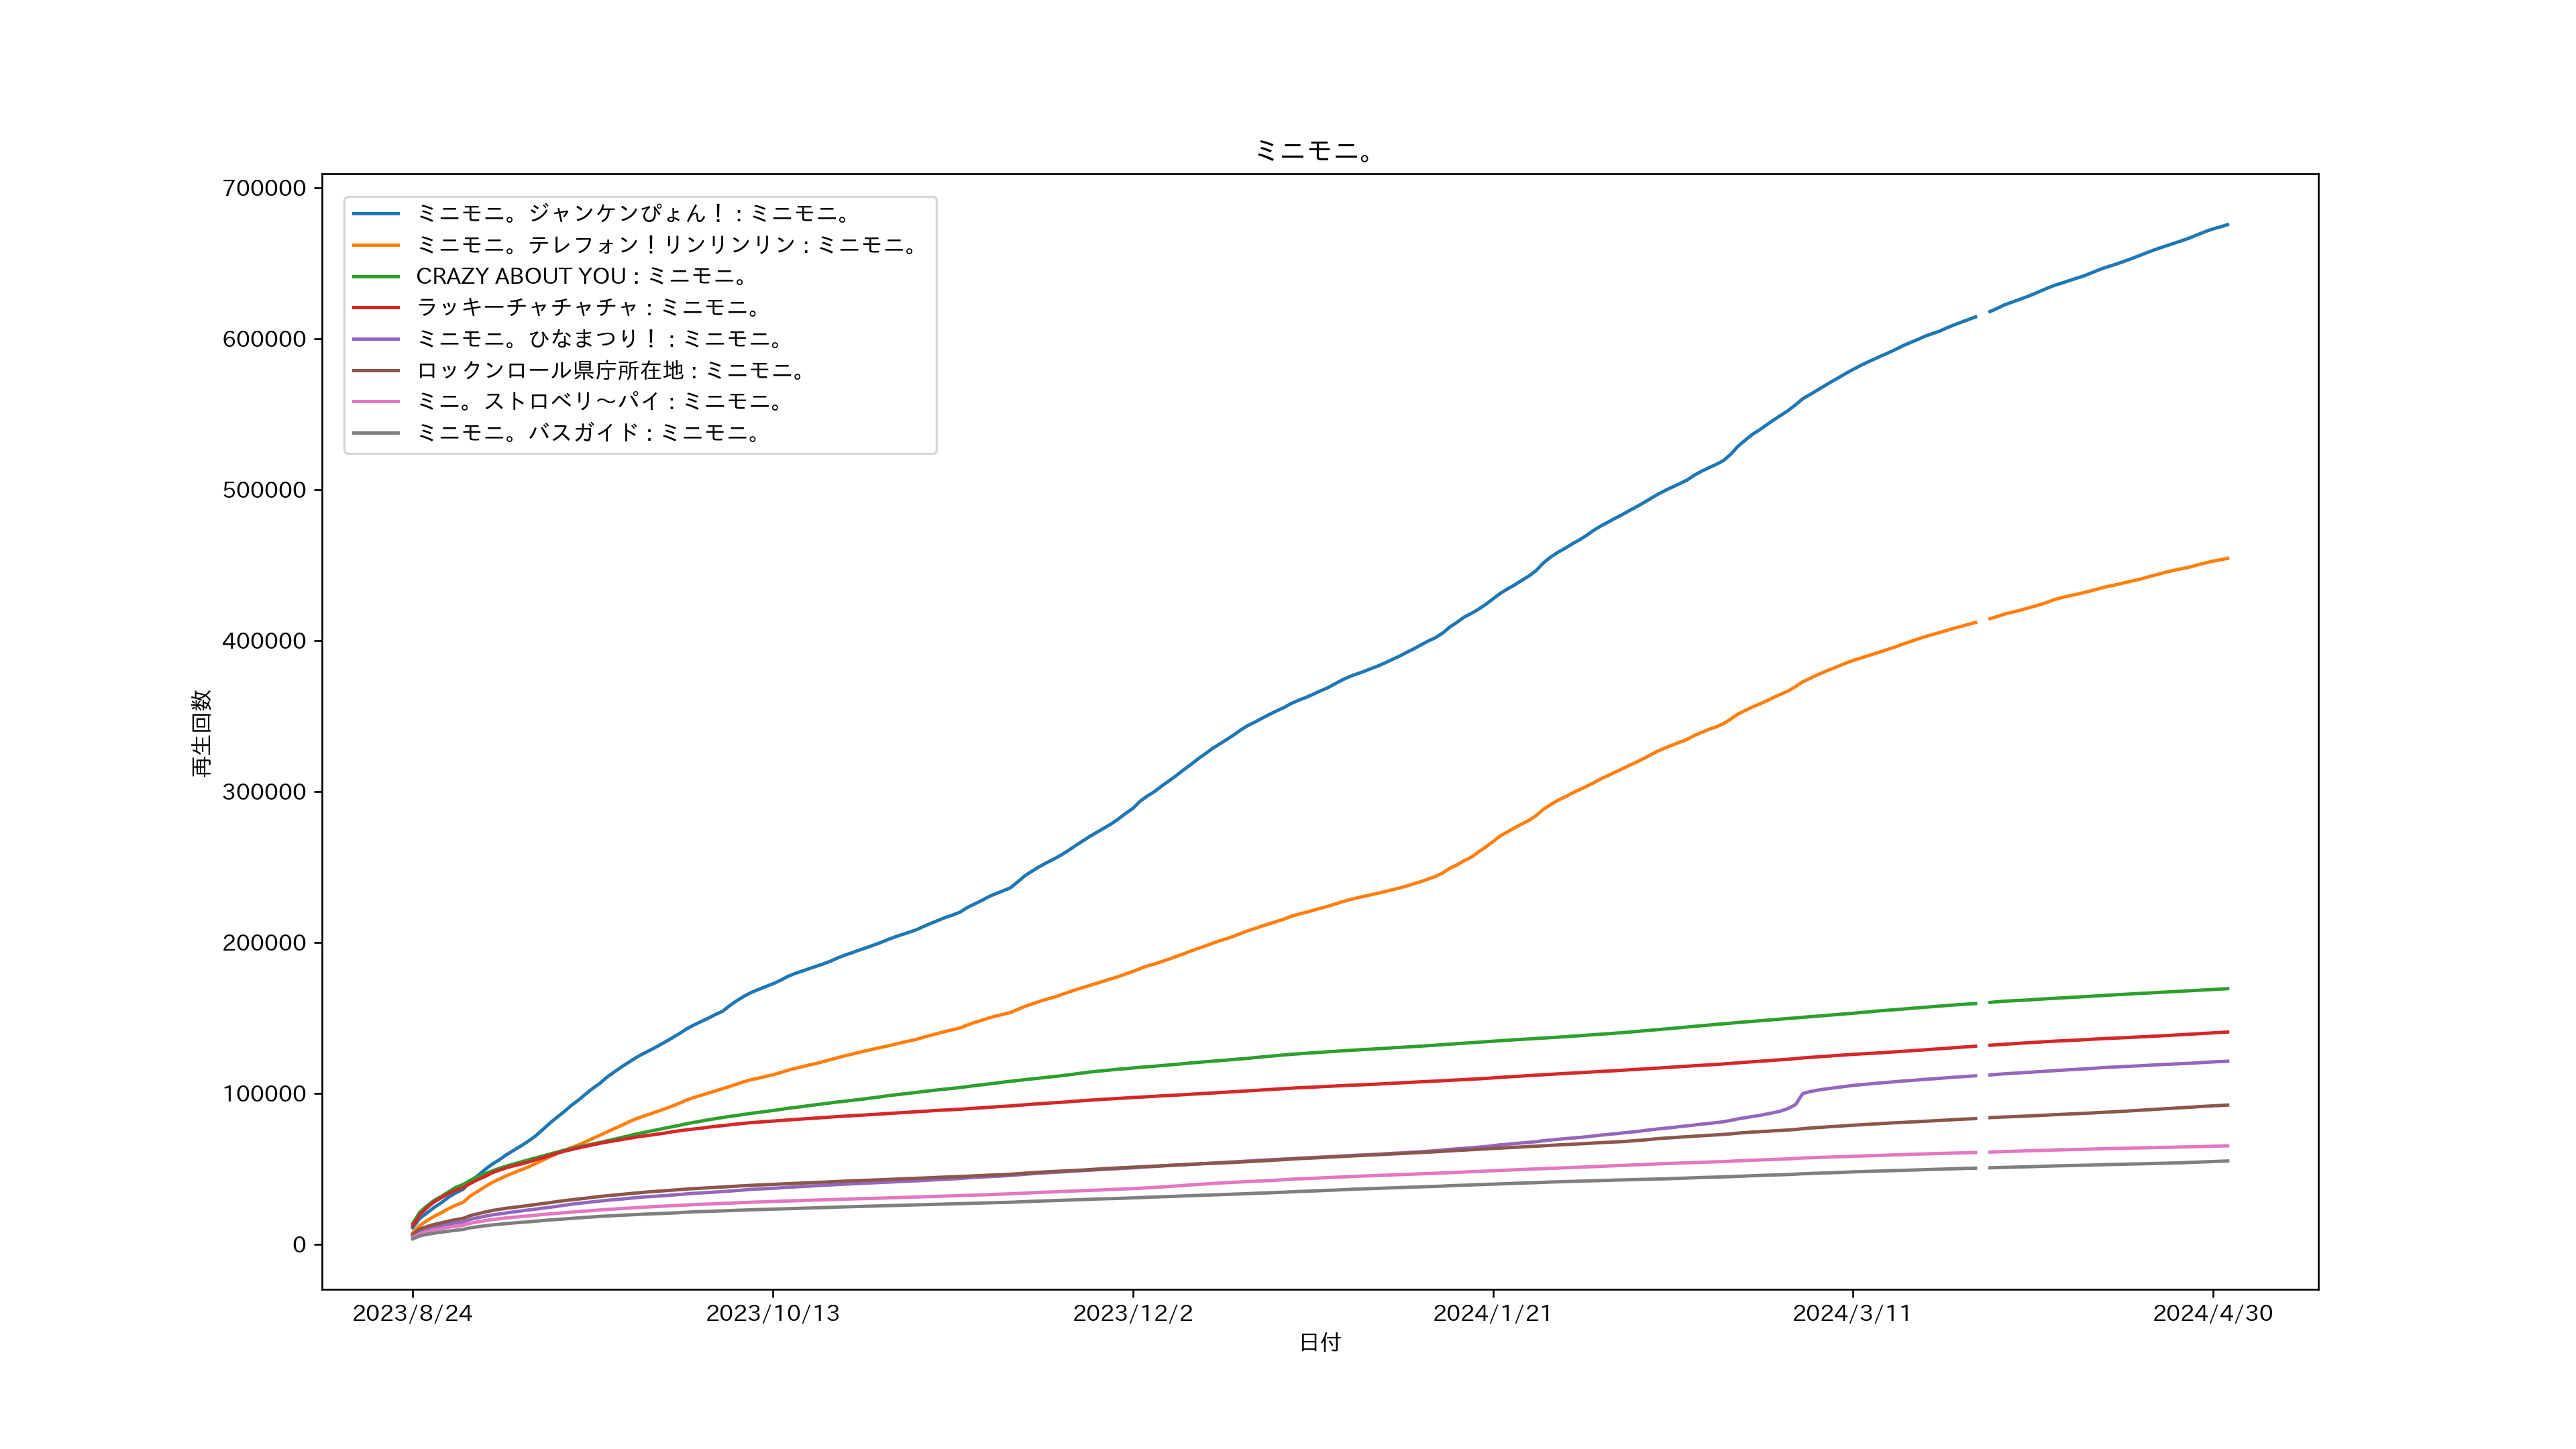 ミニモニ。
700000
600000
500000
400000
300000
200000
100000
0
再生回数
ミニモニ。ジャンケンぴょん！ : ミニモニ。
ミニモニ。テレフォン！リンリンリン : ミニモニ。
CRAZY ABOUT YOU : ミニモニ。
ラッキーチャチャチャ : ミニモニ。
ミニモニ。ひなまつり！ : ミニモニ。
ロックンロール県庁所在地 : ミニモニ。
ミニ。ストロベリ～パイ : ミニモニ。
ミニモニ。バスガイド : ミニモニ。
2023/8/24
2023/10/13
2023/12/2
2024/1/21
2024/3/11
2024/4/30
日付